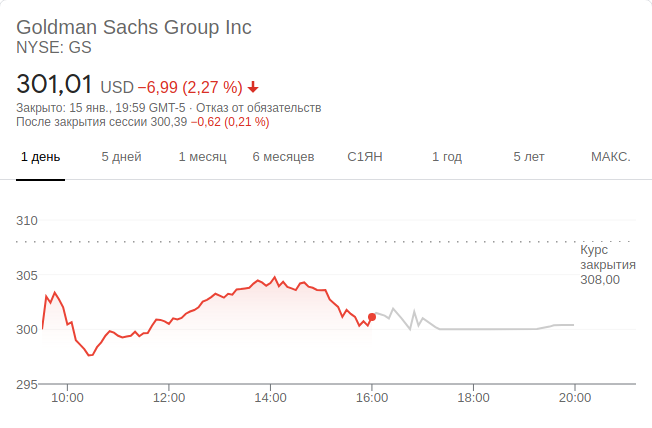 Goldman Sachs Group Inc
NYSE: GS
301,01 USD −6,99 (2,27 %)
Закрыто: 15 янв., 19:59 GMT-5 · Отказ от обязательств
После закрытия сессии 300,39 −0,62 (0,21 %)
1 день 5 дней 1 месяц 6 месяцев С1ЯН 1 год 5 лет МАКС.
310
Курс
закрытия
308,00
305
300
295
10:00 12:00 14:00 16:00 18:00 20:00